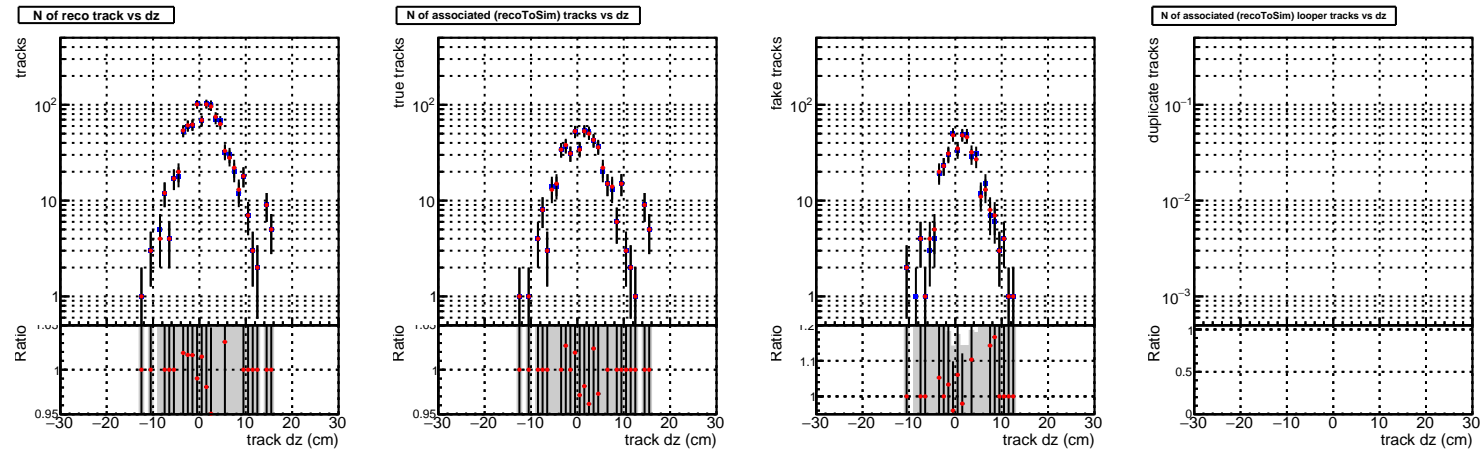 N of reco track vs dz
tracks
10²
10
1
Ratio
1.05
1
0.95
−30 −20 −10 0 10 20 30
track dz (cm)
N of associated (recoToSim) tracks vs dz
true tracks
10²
10
1
Ratio
1.05
1
0.95
−30 −20 −10 0 10 20 30
track dz (cm)
fake tracks
10²
10
1
Ratio
1.2
1.1
1
−30 −20 −10 0 10 20 30
track dz (cm)
N of associated (recoToSim) looper tracks vs dz
duplicate tracks
10⁻¹
10⁻²
10⁻³
Ratio
1
0.5
0
−30 −20 −10 0 10 20 30
track dz (cm)